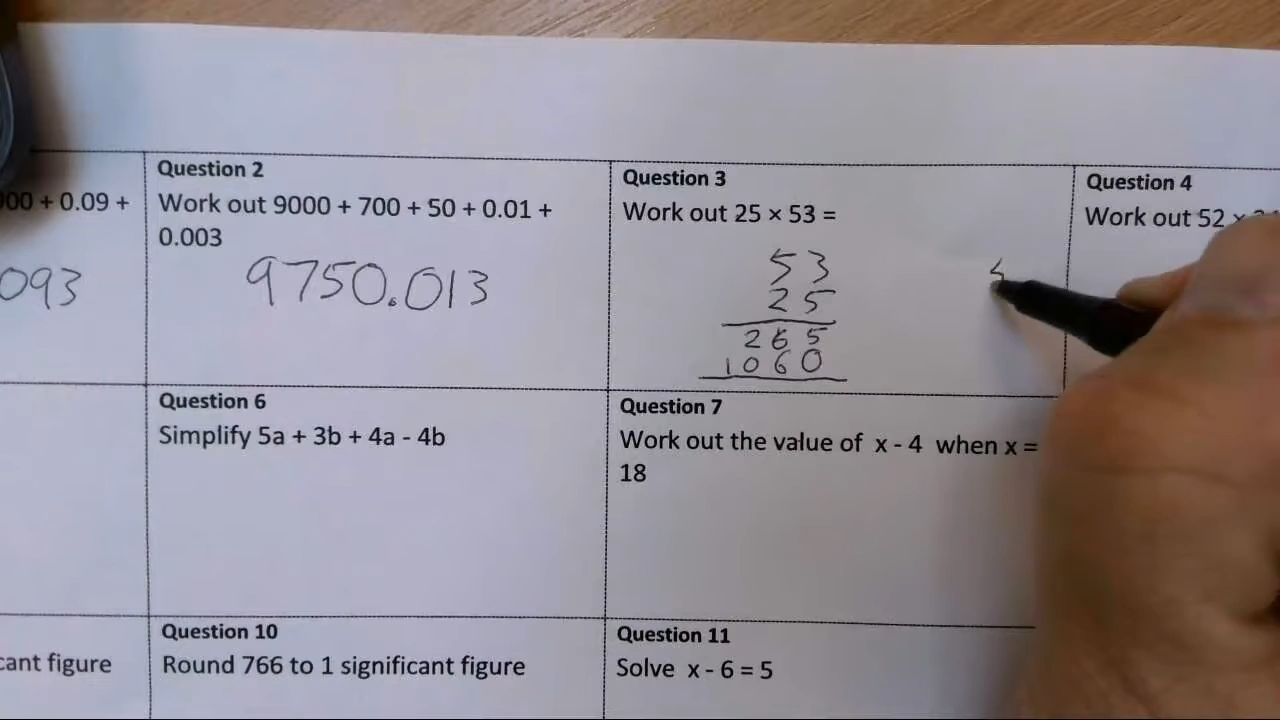 00 + 0.09 +
093
Question 2
Work out 9000 + 700 + 50 + 0.01 +
0.003
9750.013
Question 3
Work out 25 × 53 =
53
25
265
1060
5
Question 4
Work out 52 ×
Question 6
Simplify 5a + 3b + 4a - 4b
Question 7
Work out the value of x - 4 when x =
18
cant figure
Question 10
Round 766 to 1 significant figure
Question 11
Solve x - 6 = 5